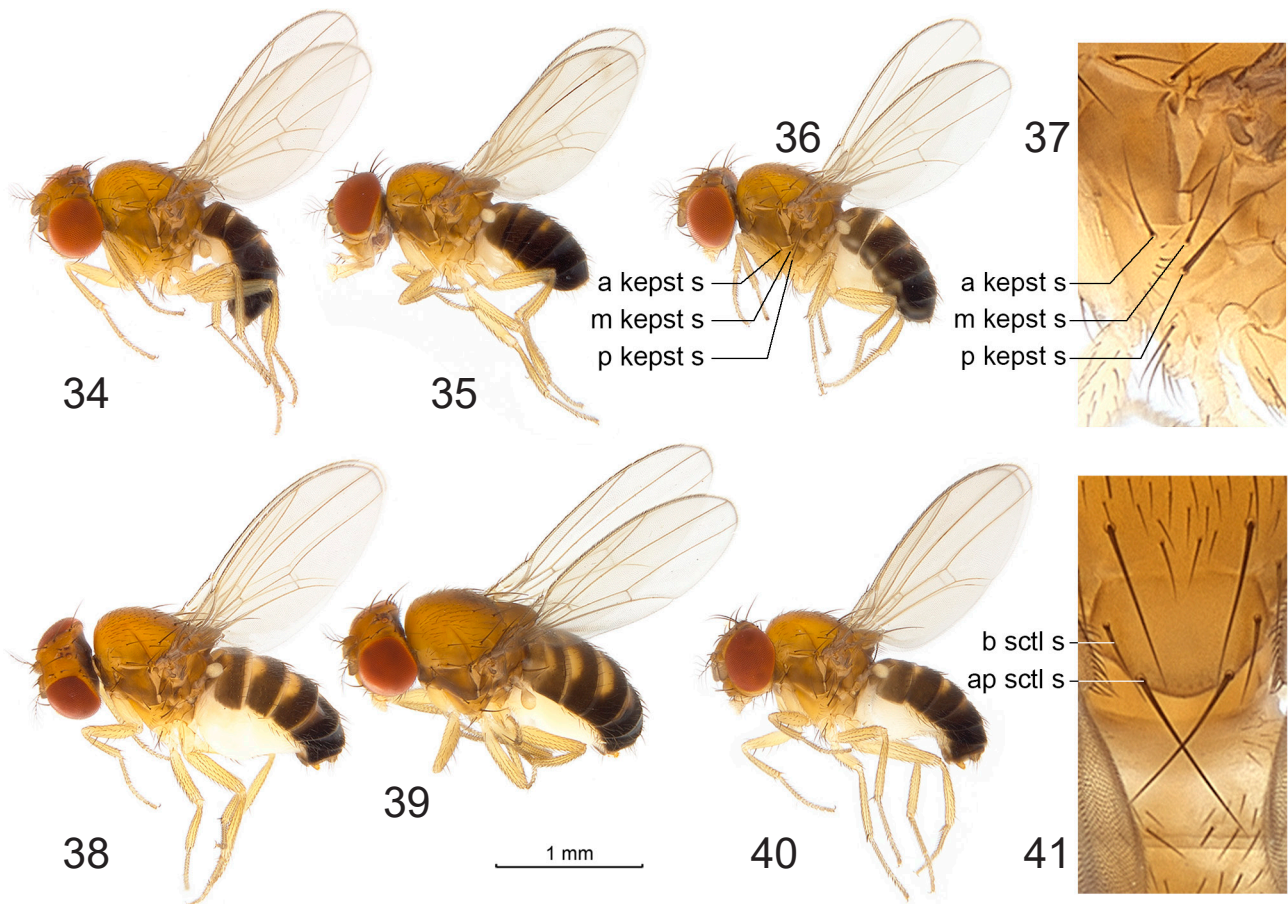 34
35
36
a kepst s
m kepst s
p kepst s
37
a kepst s
m kepst s
p kepst s
38
39
1 mm
40
41
b sctl s
ap sctl s